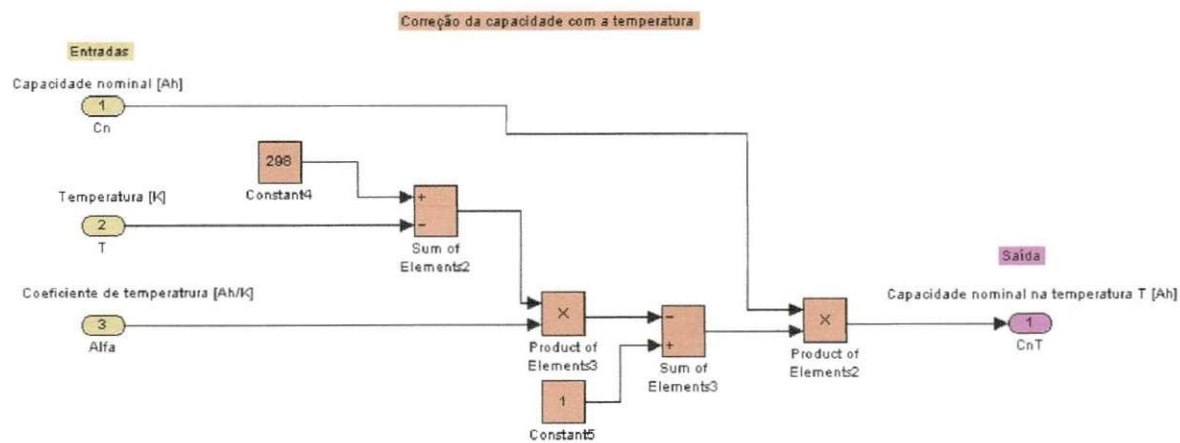 Correção da capacidade com a temperatura
Entradas
Capacidade nominal [Ah]
1
Cn
298
Constant4
Temperatura [K]
2
T
+
−
Sum of
Elements2
Coeficiente de temperatrura [Ah/K]
3
Alfa
×
Product of
Elements3
1
Constant5
−
+
Sum of
Elements3
×
Product of
Elements2
Saída
Capacidade nominal na temperatura T [Ah]
1
CnT